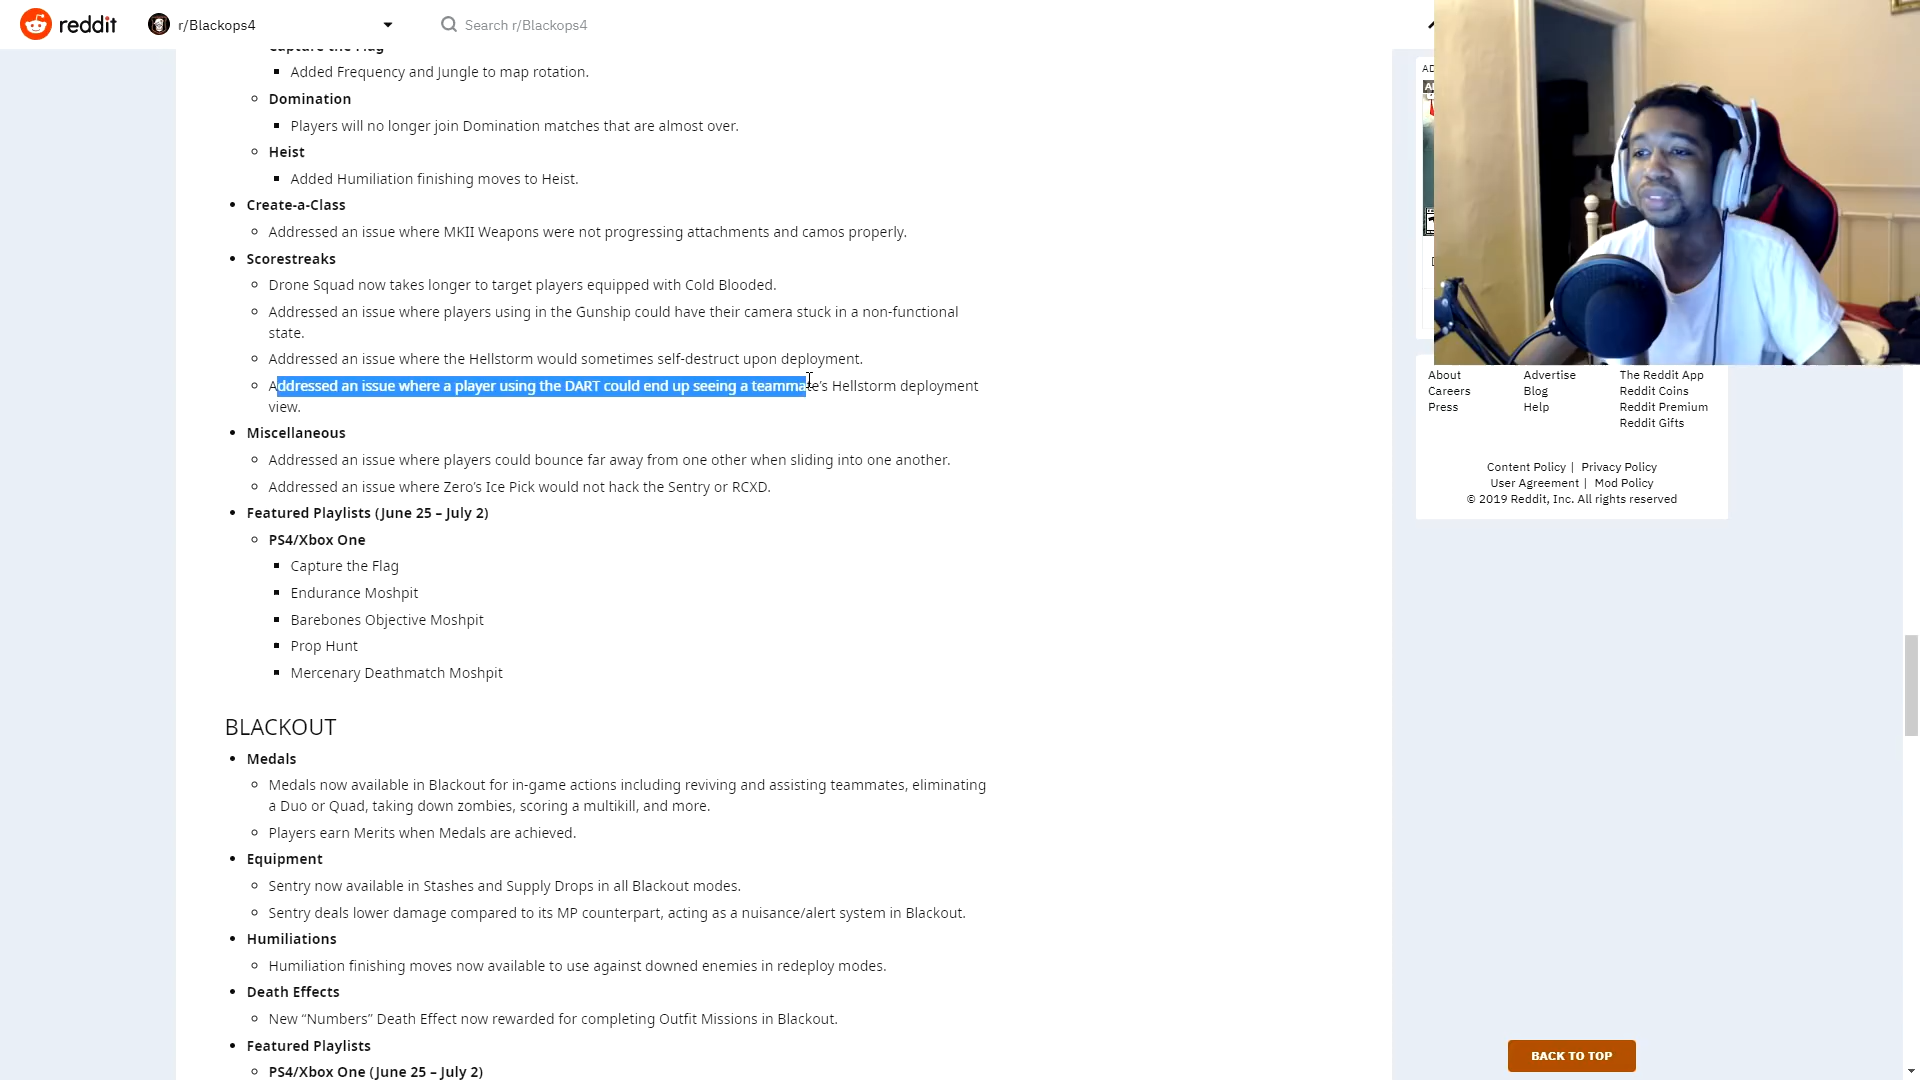 reddit r/Blackops4 Search r/Blackops4
Capture the Flag
Added Frequency and Jungle to map rotation.
Domination
Players will no longer join Domination matches that are almost over.
Heist
Added Humiliation finishing moves to Heist.
Create-a-Class
Addressed an issue where MKII Weapons were not progressing attachments and camos properly.
Scorestreaks
Drone Squad now takes longer to target players equipped with Cold Blooded.
Addressed an issue where players using in the Gunship could have their camera stuck in a non-functional
state.
Addressed an issue where the Hellstorm would sometimes self-destruct upon deployment.
Addressed an issue where a player using the DART could end up seeing a teammate's Hellstorm deployment
view.
Miscellaneous
Addressed an issue where players could bounce far away from one other when sliding into one another.
Addressed an issue where Zero's Ice Pick would not hack the Sentry or RCXD.
Featured Playlists (June 25 – July 2)
PS4/Xbox One
Capture the Flag
Endurance Moshpit
Barebones Objective Moshpit
Prop Hunt
Mercenary Deathmatch Moshpit
BLACKOUT
Medals
Medals now available in Blackout for in-game actions including reviving and assisting teammates, eliminating
a Duo or Quad, taking down zombies, scoring a multikill, and more.
Players earn Merits when Medals are achieved.
Equipment
Sentry now available in Stashes and Supply Drops in all Blackout modes.
Sentry deals lower damage compared to its MP counterpart, acting as a nuisance/alert system in Blackout.
Humiliations
Humiliation finishing moves now available to use against downed enemies in redeploy modes.
Death Effects
New “Numbers” Death Effect now rewarded for completing Outfit Missions in Blackout.
Featured Playlists
PS4/Xbox One (June 25 – July 2)
About Advertise The Reddit App
Careers Blog Reddit Coins
Press Help Reddit Premium
Reddit Gifts
Content Policy | Privacy Policy
User Agreement | Mod Policy
© 2019 Reddit, Inc. All rights reserved
BACK TO TOP